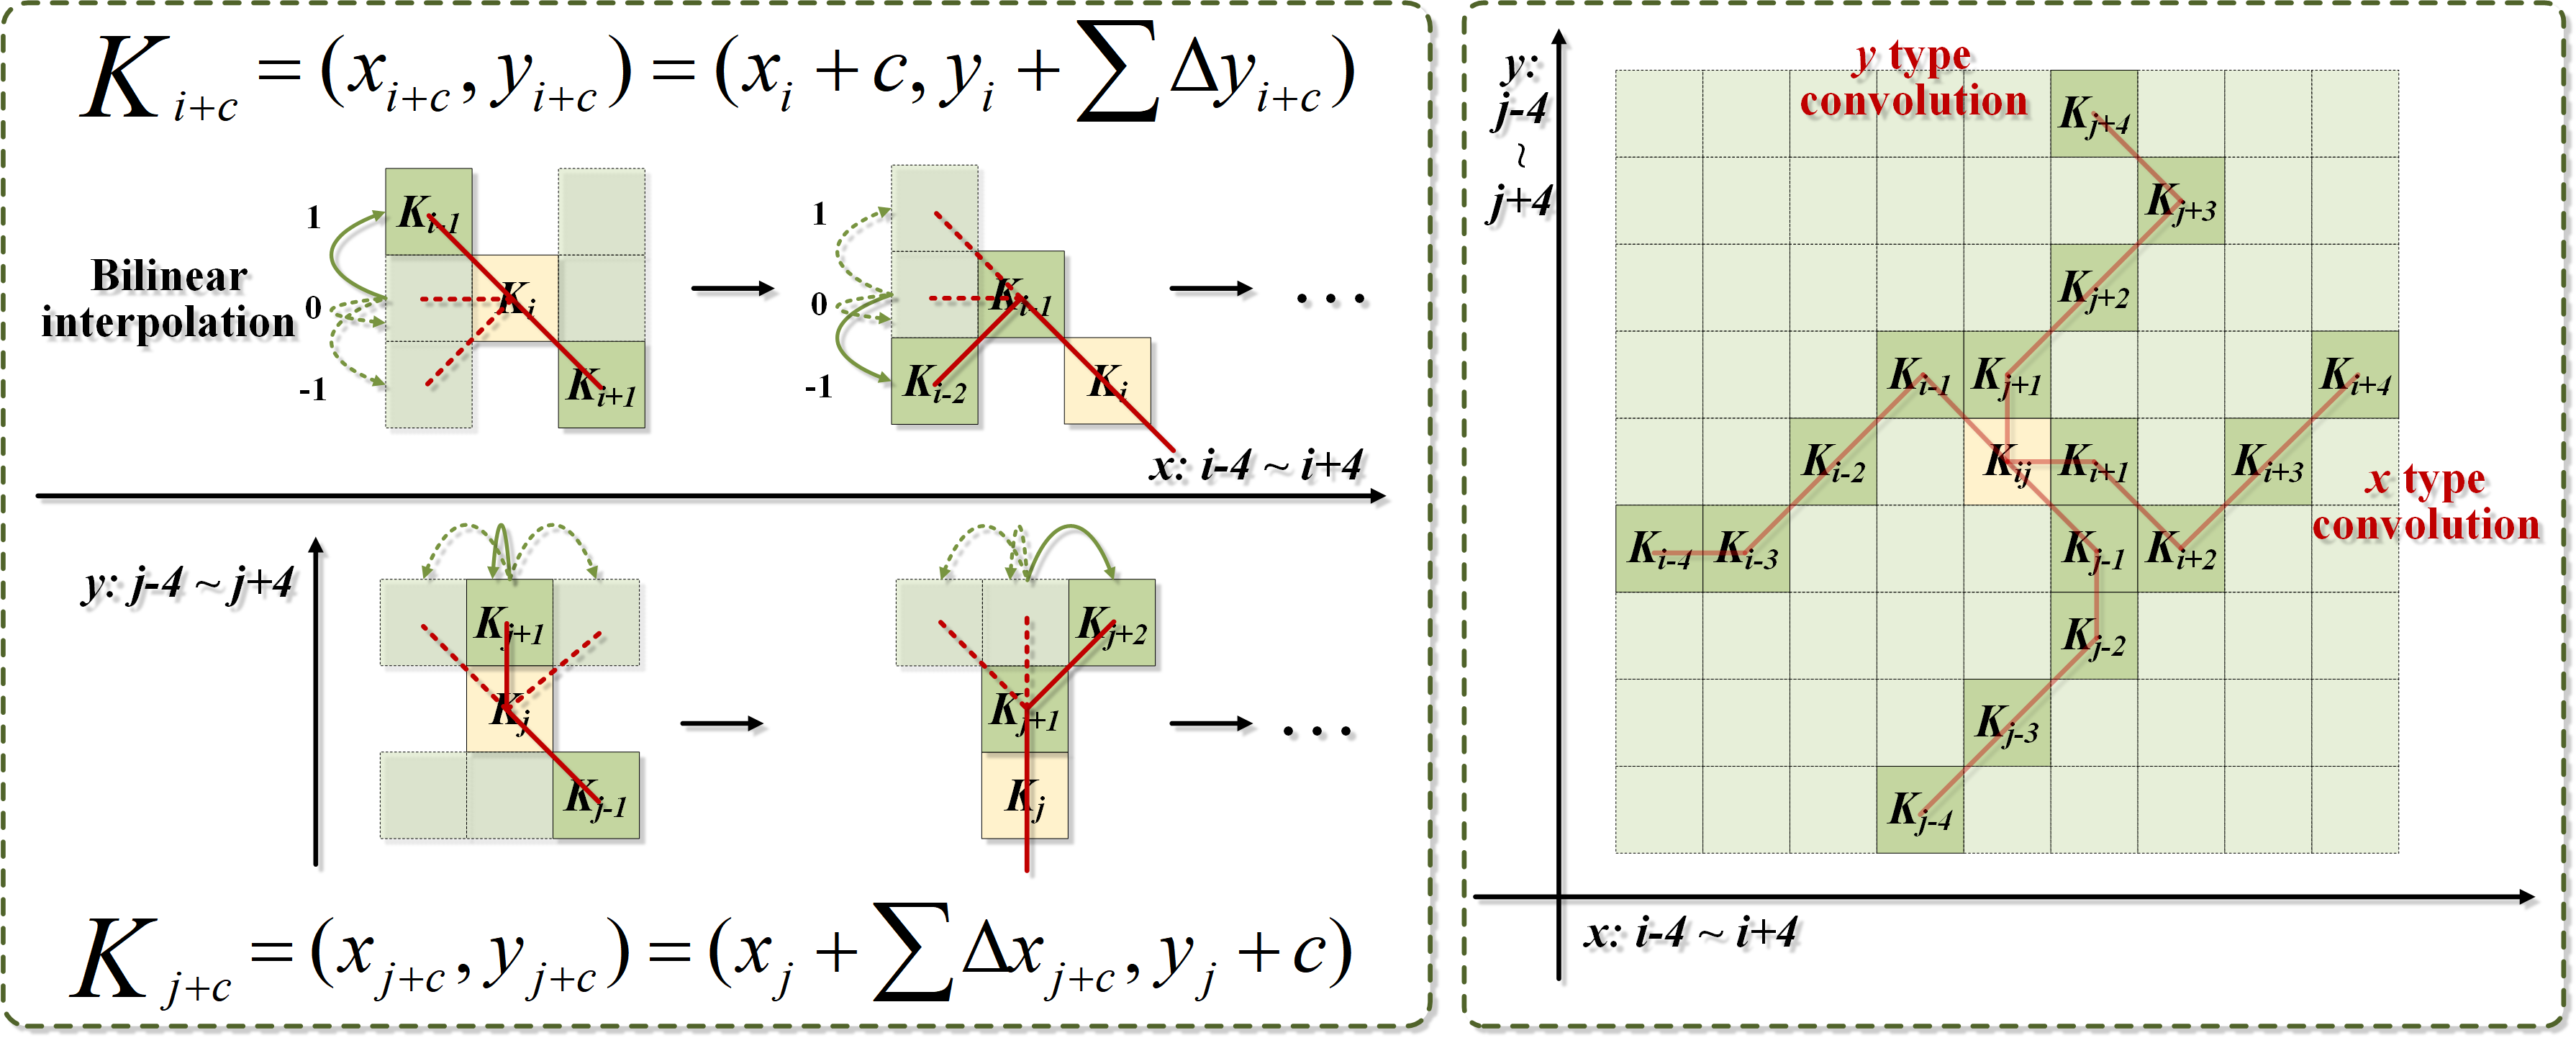 K_{i+c} = (x_{i+c}, y_{i+c}) = (x_i + c, y_i + ∑Δy_{i+c})
K_{i-1}
1
K_i
0
-1
K_{i+1}
Bilinear
interpolation
1
0
K_{i-1}
-1
K_{i-2}
K_i
...
x: i-4 ~ i+4
y: j-4 ~ j+4
K_{j+1}
K_j
K_{j-1}
K_{j+2}
K_{j+1}
K_j
...
K_{j+c} = (x_{j+c}, y_{j+c}) = (x_j + ∑Δx_{j+c}, y_j + c)
y:
j-4
~
j+4
y type
convolution
K_{j+4}
K_{j+3}
K_{j+2}
K_{i-1} K_{j+1} K_{i+4}
K_{i-2} K_{ij} K_{i+1} K_{i+3}
x type
convolution
K_{i-4} K_{i-3} K_{j-1} K_{i+2}
K_{j-2}
K_{j-3}
K_{j-4}
x: i-4 ~ i+4